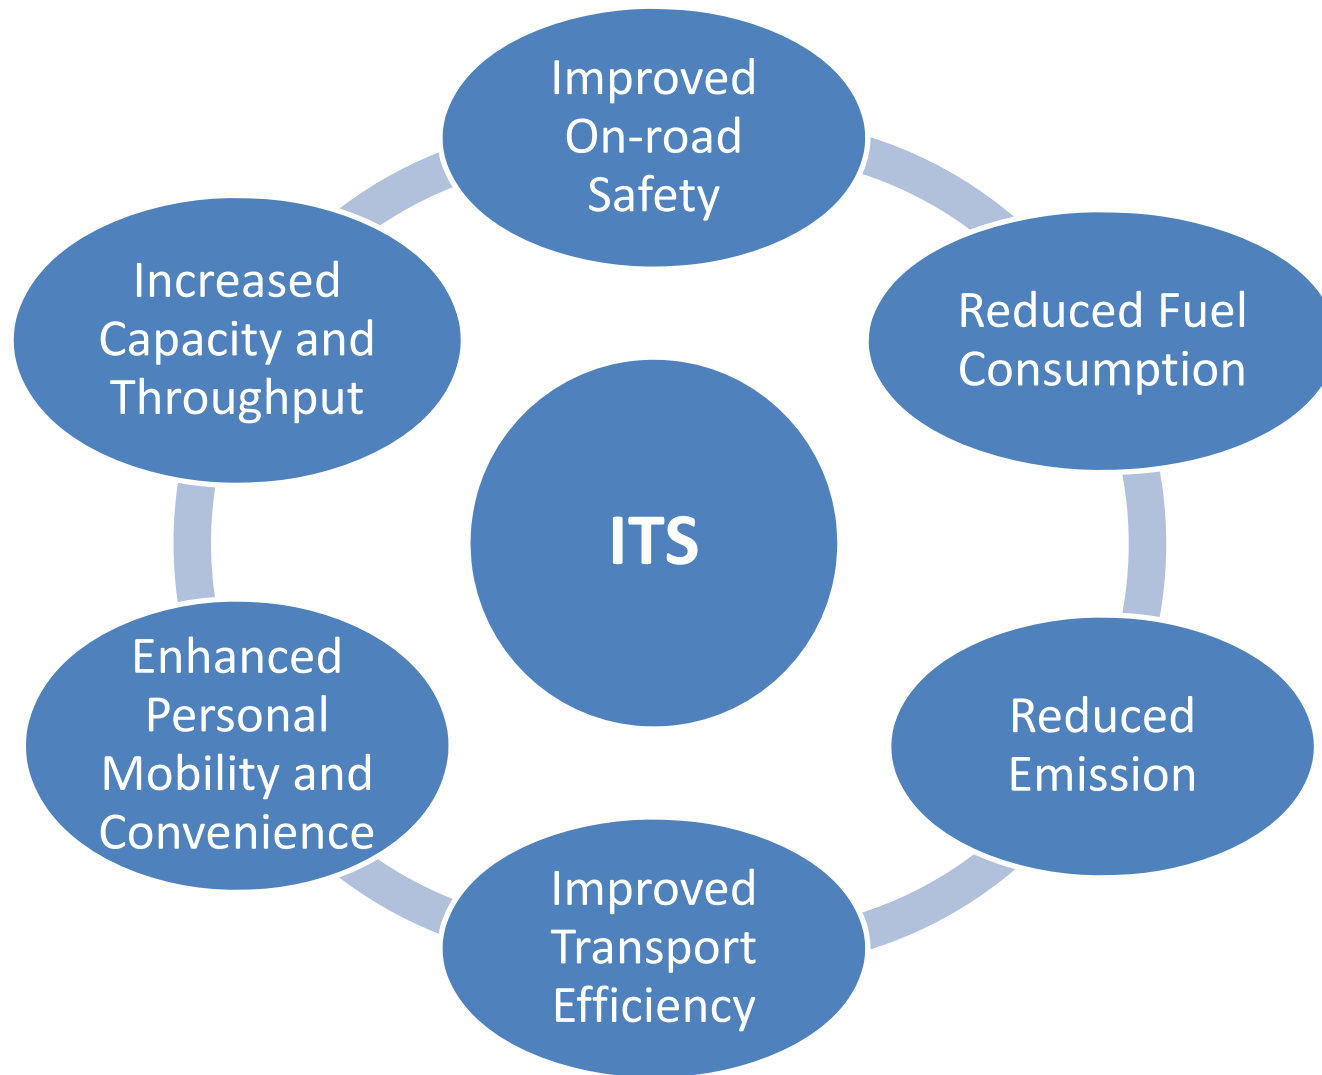 Improved
On-road
Safety
Reduced Fuel
Consumption
Reduced
Emission
Improved
Transport
Efficiency
Enhanced
Personal
Mobility and
Convenience
Increased
Capacity and
Throughput
ITS